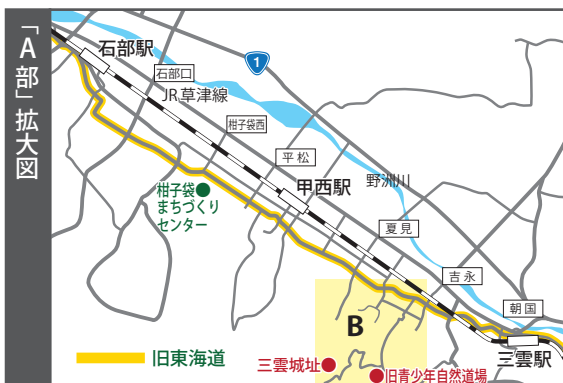 「A部」拡大図
石部駅
1
石部口
JR草津線
柑子袋西
平松
甲西駅
野洲川
柑子袋
まちづくり
センター
夏見
吉永
朝国
B
三雲駅
三雲城址
旧青少年自然道場
旧東海道